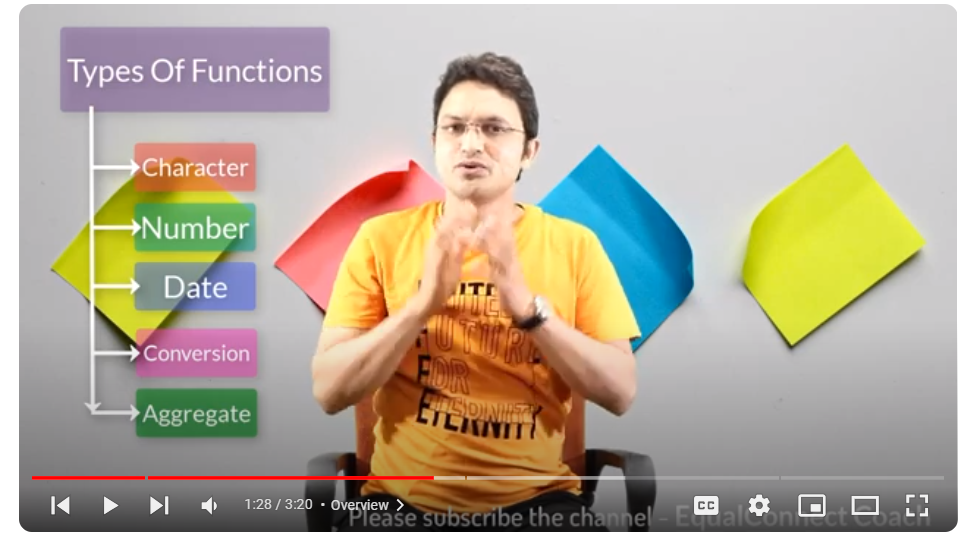 Types Of Functions
Character
Number
Date
Conversion
Aggregate
FUTURE
FOR
ETERNITY
1:28 / 3:20 • Overview
CC
Please subscribe the channel - EqualConnect Coach